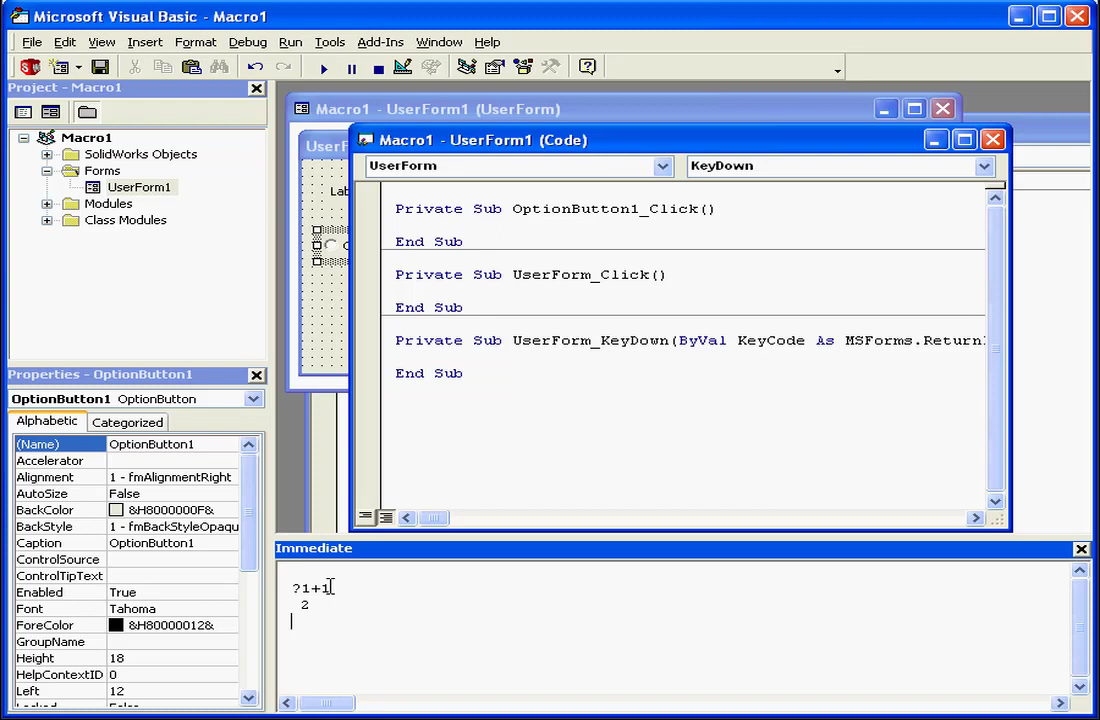 Microsoft Visual Basic - Macro1
File Edit View Insert Format Debug Run Tools Add-Ins Window Help
Project - Macro1
Macro1
SolidWorks Objects
Forms
UserForm1
Modules
Class Modules
Properties - OptionButton1
OptionButton1 OptionButton
Alphabetic Categorized
(Name) OptionButton1
Accelerator
Alignment 1 - fmAlignmentRight
AutoSize False
BackColor &H8000000F&
BackStyle 1 - fmBackStyleOpaqu
Caption OptionButton1
ControlSource
ControlTipText
Enabled True
Font Tahoma
ForeColor &H80000012&
GroupName
Height 18
HelpContextID 0
Left 12
Locked False
Macro1 - UserForm1 (UserForm)
UserF
Lab
Macro1 - UserForm1 (Code)
UserForm KeyDown
Private Sub OptionButton1_Click()
End Sub
Private Sub UserForm_Click()
End Sub
Private Sub UserForm_KeyDown(ByVal KeyCode As MSForms.Return
End Sub
Immediate
?1+1
2